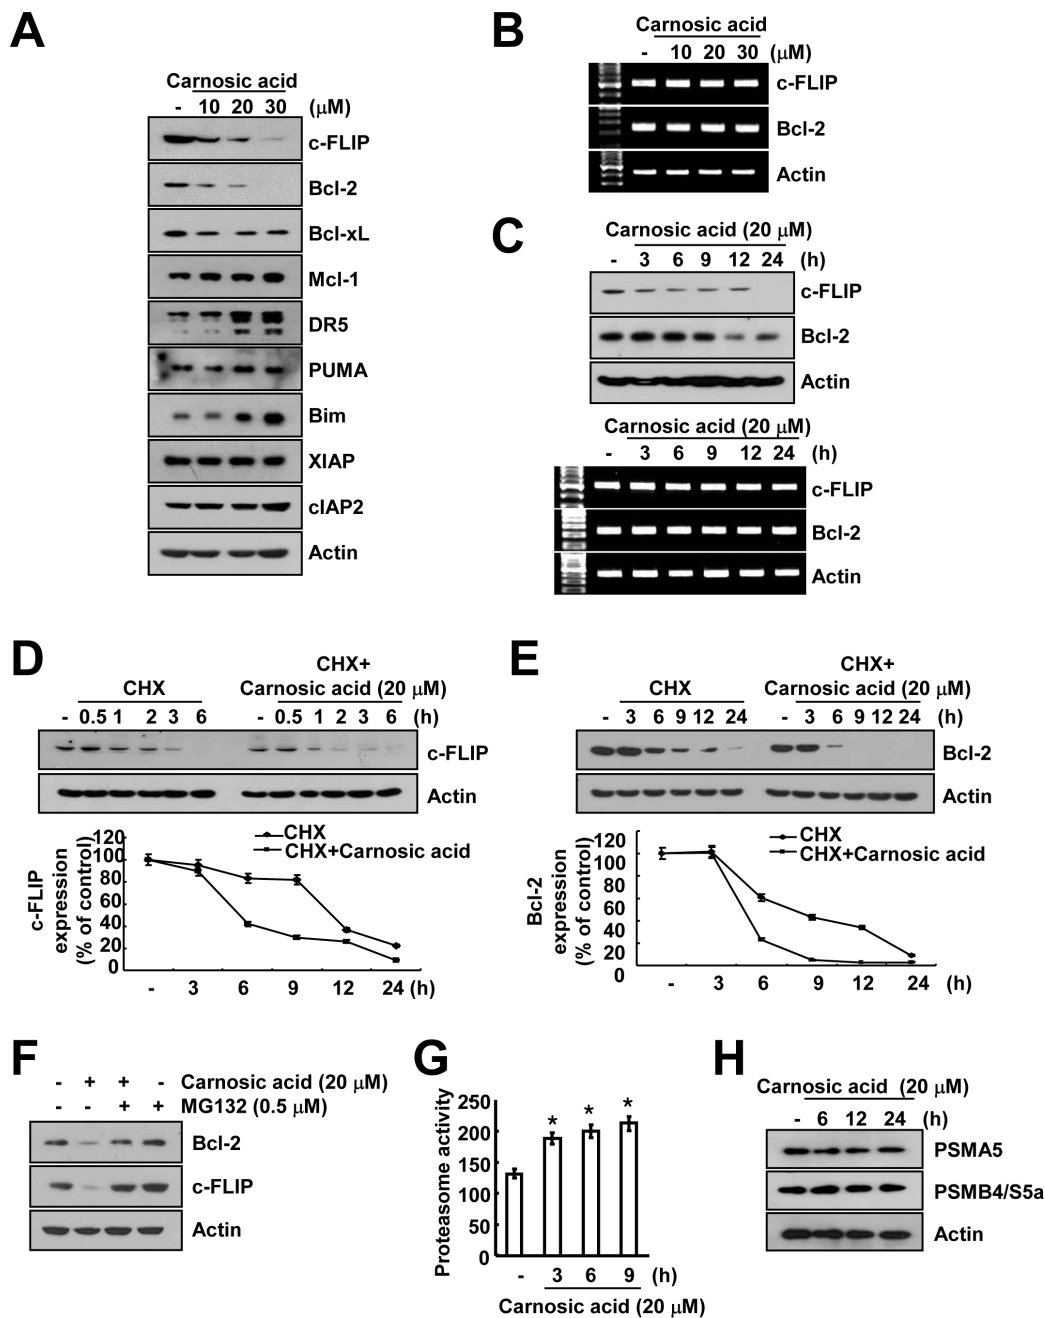 A
Carnosic acid
- 10 20 30 (μM)
c-FLIP
Bcl-2
Bcl-xL
Mcl-1
DR5
PUMA
Bim
XIAP
cIAP2
Actin
B
Carnosic acid
- 10 20 30 (μM)
c-FLIP
Bcl-2
Actin
C
Carnosic acid (20 μM)
- 3 6 9 12 24 (h)
c-FLIP
Bcl-2
Actin
Carnosic acid (20 μM)
- 3 6 9 12 24 (h)
c-FLIP
Bcl-2
Actin
D
CHX
CHX+
Carnosic acid (20 μM)
- 0.5 1 2 3 6 - 0.5 1 2 3 6 (h)
c-FLIP
Actin
c-FLIP
expression
(% of control)
120
100
80
60
40
20
0
CHX
CHX+Carnosic acid
- 3 6 9 12 24 (h)
E
CHX
CHX+
Carnosic acid (20 μM)
- 3 6 9 12 24 - 3 6 9 12 24 (h)
Bcl-2
Actin
Bcl-2
expression
(% of control)
120
100
80
60
40
20
0
CHX
CHX+Carnosic acid
- 3 6 9 12 24 (h)
F
- + + - Carnosic acid (20 μM)
- - + + MG132 (0.5 μM)
Bcl-2
c-FLIP
Actin
G
Proteasome activity
250
200
150
100
50
0
* * *
- 3 6 9 (h)
Carnosic acid (20 μM)
H
Carnosic acid (20 μM)
- 6 12 24 (h)
PSMA5
PSMB4/S5a
Actin